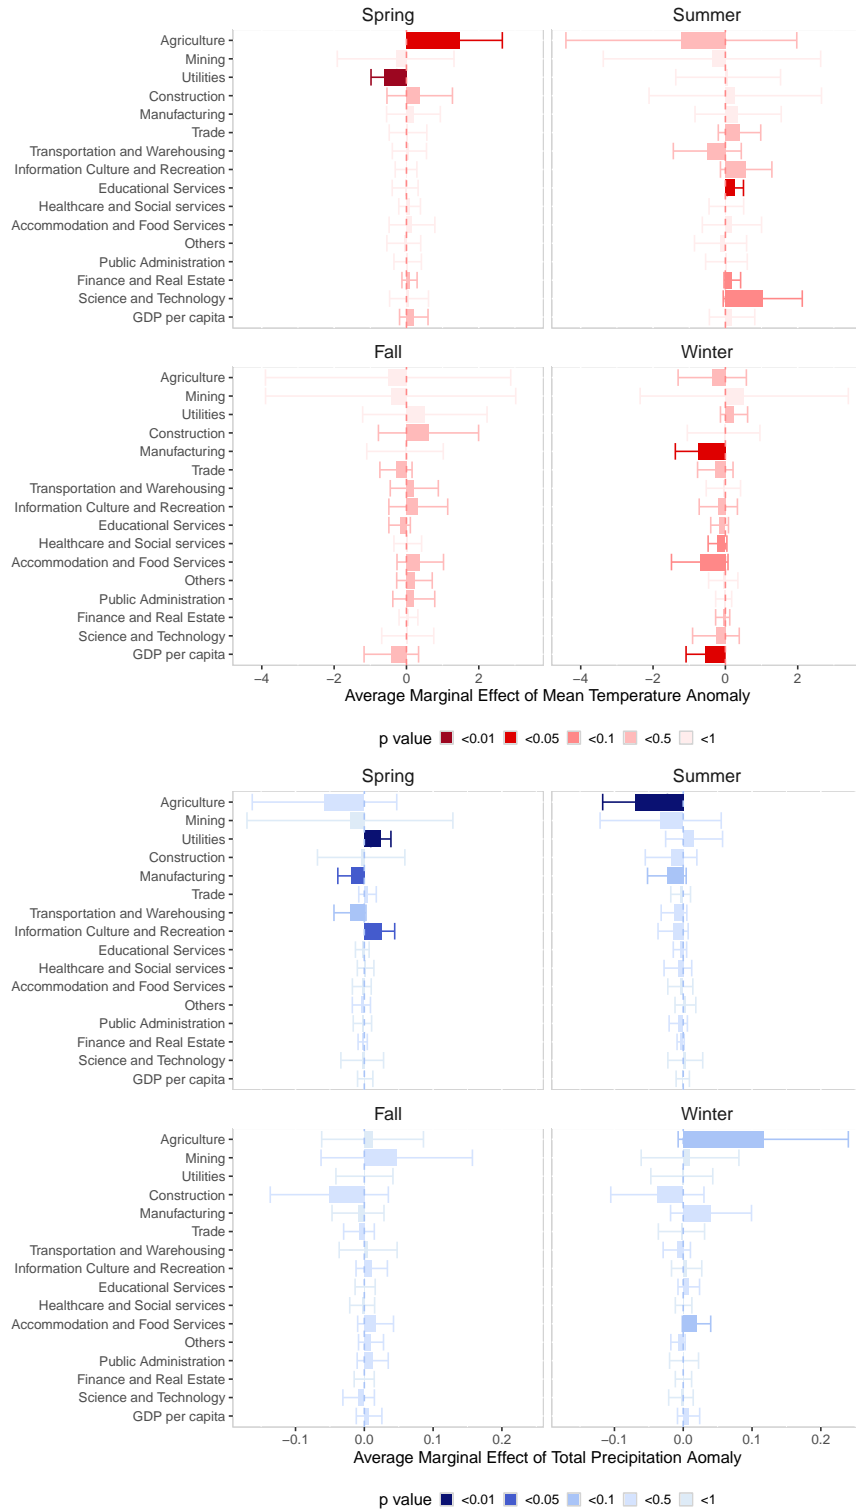 Spring Summer
Agriculture
Mining
Utilities
Construction
Manufacturing
Trade
Transportation and Warehousing
Information Culture and Recreation
Educational Services
Healthcare and Social services
Accommodation and Food Services
Others
Public Administration
Finance and Real Estate
Science and Technology
GDP per capita
Fall Winter
Agriculture
Mining
Utilities
Construction
Manufacturing
Trade
Transportation and Warehousing
Information Culture and Recreation
Educational Services
Healthcare and Social services
Accommodation and Food Services
Others
Public Administration
Finance and Real Estate
Science and Technology
GDP per capita
−4 −2 0 2 −4 −2 0 2
Average Marginal Effect of Mean Temperature Anomaly
p value <0.01 <0.05 <0.1 <0.5 <1
Spring Summer
Agriculture
Mining
Utilities
Construction
Manufacturing
Trade
Transportation and Warehousing
Information Culture and Recreation
Educational Services
Healthcare and Social services
Accommodation and Food Services
Others
Public Administration
Finance and Real Estate
Science and Technology
GDP per capita
Fall Winter
Agriculture
Mining
Utilities
Construction
Manufacturing
Trade
Transportation and Warehousing
Information Culture and Recreation
Educational Services
Healthcare and Social services
Accommodation and Food Services
Others
Public Administration
Finance and Real Estate
Science and Technology
GDP per capita
−0.1 0.0 0.1 0.2 −0.1 0.0 0.1 0.2
Average Marginal Effect of Total Precipitation Aomaly
p value <0.01 <0.05 <0.1 <0.5 <1